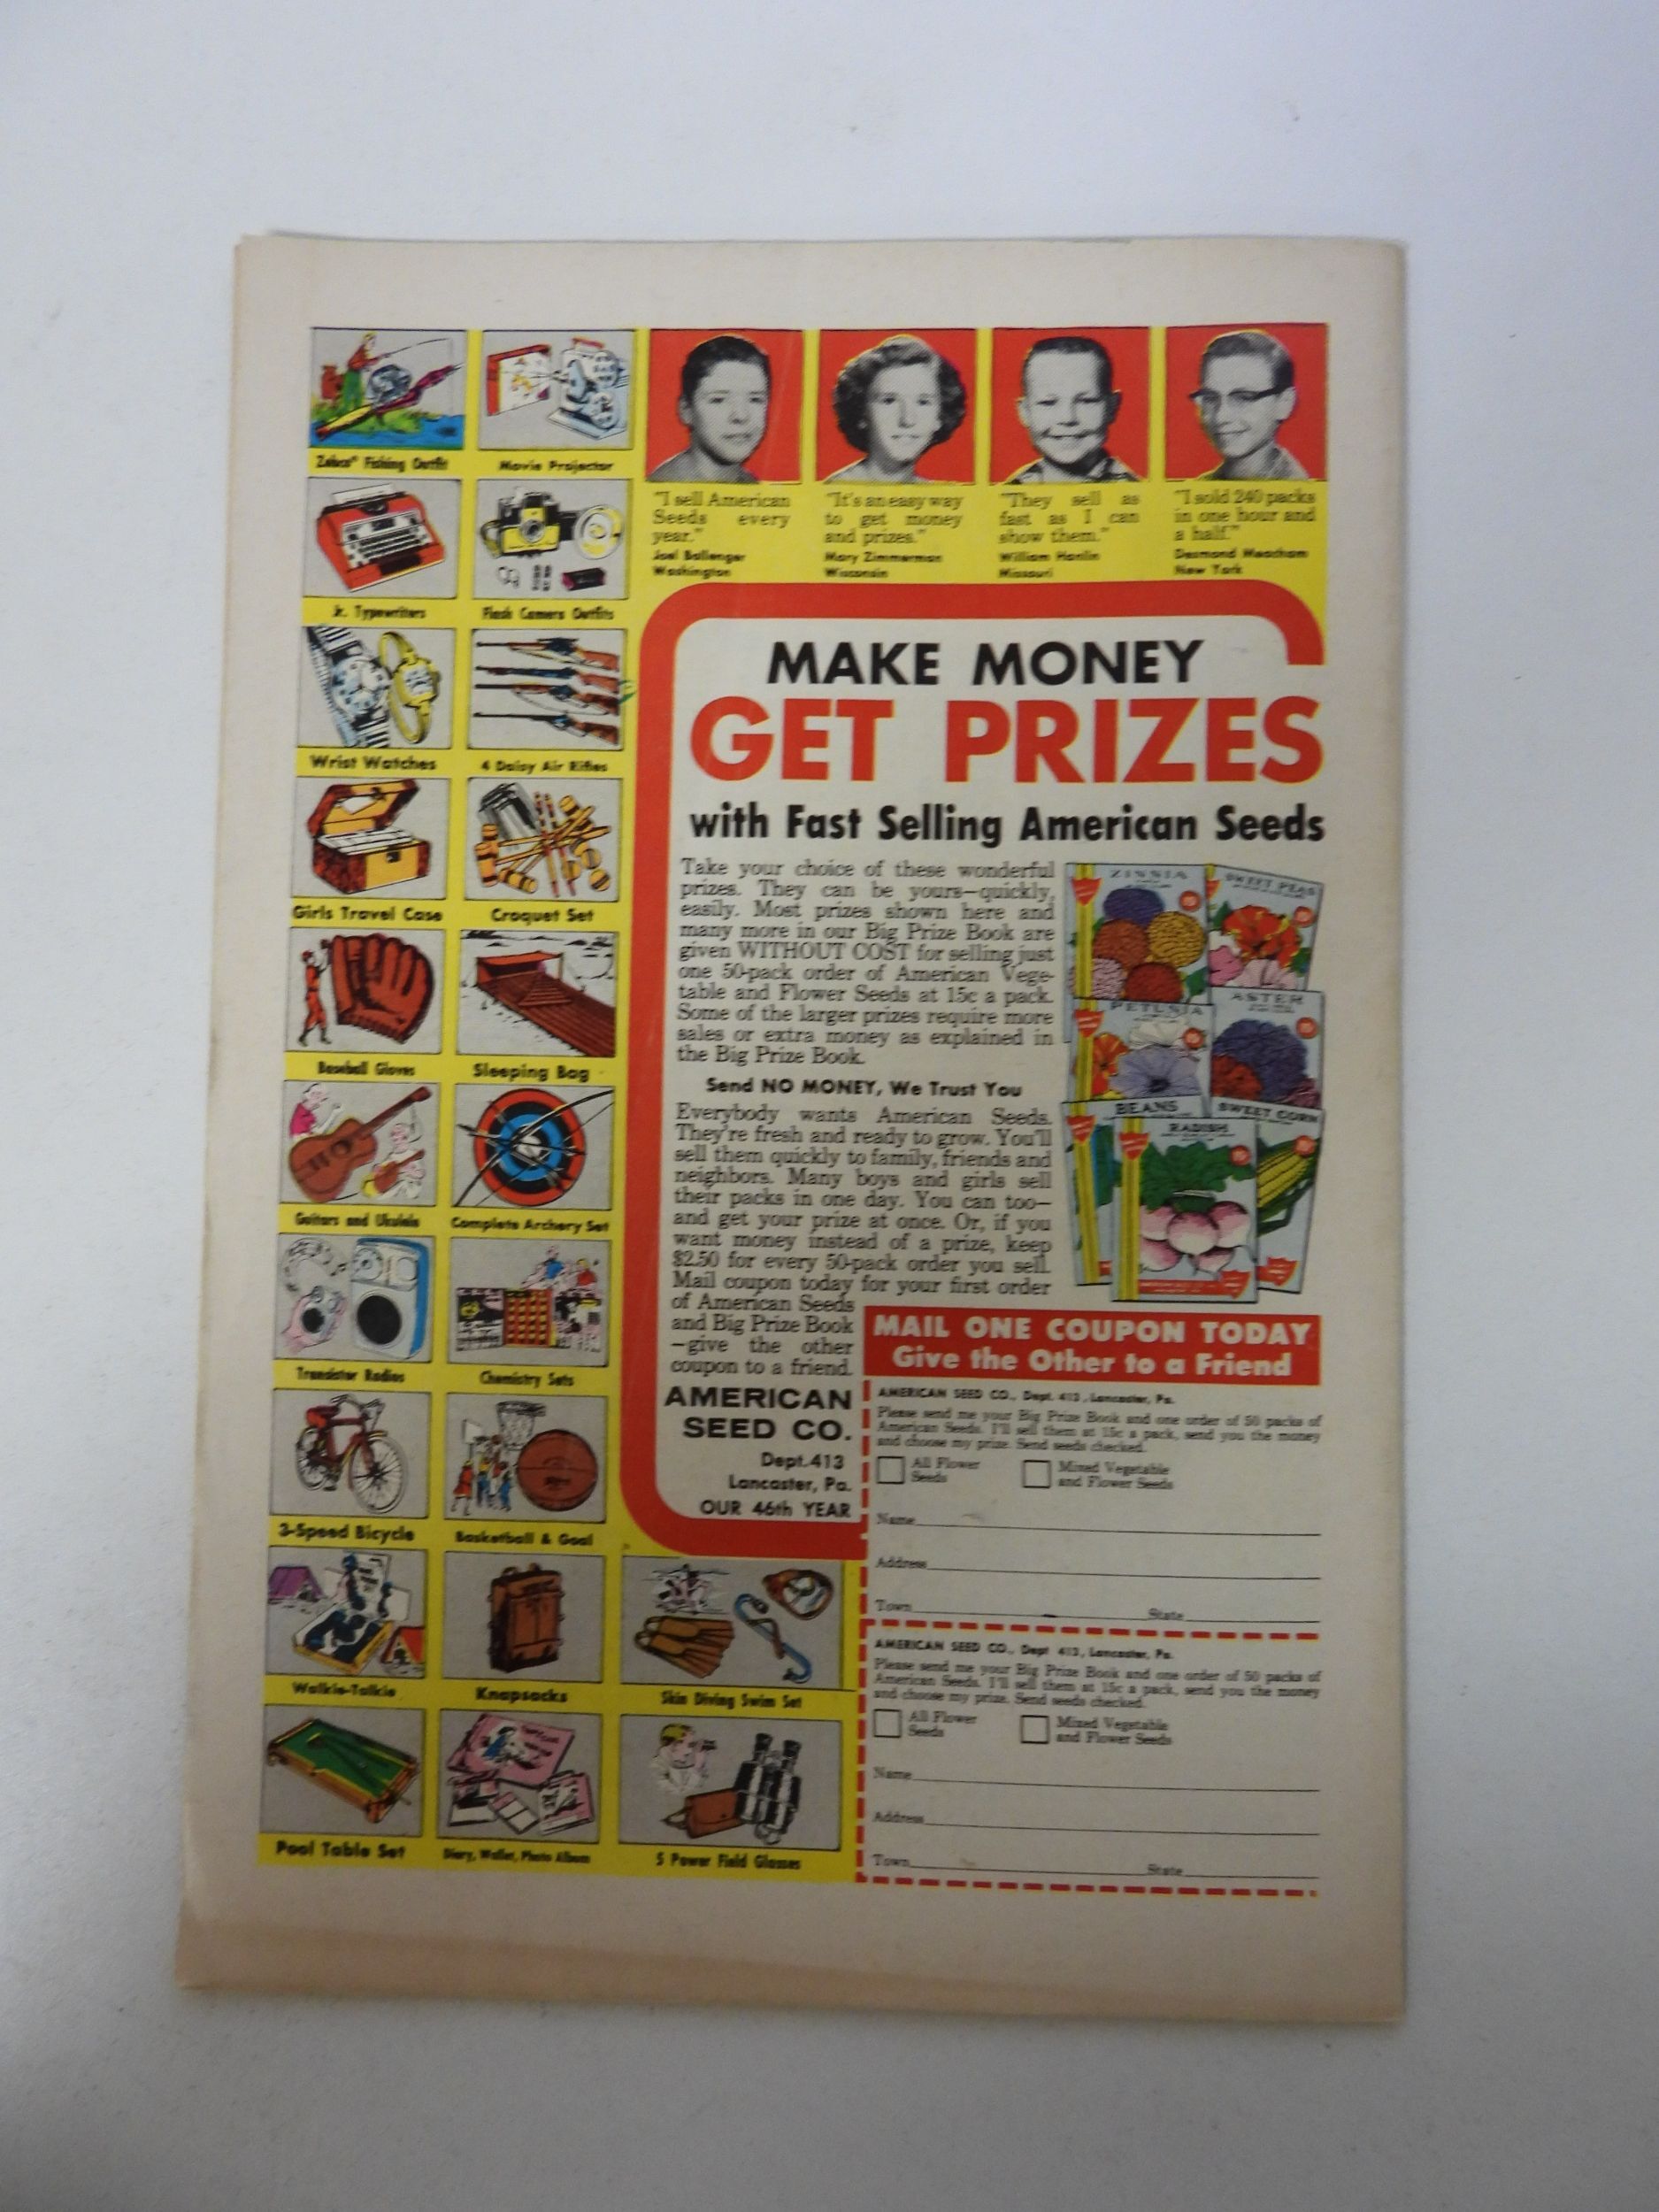 Zebco® Fishing Outfit
Movie Projector
Jr. Typewriters
Flash Camera Outfits
Wrist Watches
4 Daisy Air Rifles
Girls Travel Case
Croquet Set
Baseball Gloves
Sleeping Bag
Guitars and Ukulele
Complete Archery Set
Transistor Radios
Chemistry Sets
3-Speed Bicycle
Basketball & Goal
Walkie-Talkie
Knapsacks
Skin Diving Swim Set
Pool Table Set
Diary, Wallet, Photo Album
5 Power Field Glasses
"I sell American
Seeds every
year."
Joel Ballenger
Washington
"It's an easy way
to get money
and prizes."
Mary Zimmerman
Wisconsin
"They sell as
fast as I can
show them."
William Hanlin
Missouri
"I sold 240 packs
in one hour and
a half."
Desmond Meacham
New York
MAKE MONEY
GET PRIZES
with Fast Selling American Seeds
Take your choice of these wonderful
prizes. They can be yours—quickly,
easily. Most prizes shown here and
many more in our Big Prize Book are
given WITHOUT COST for selling just
one 50-pack order of American Vege-
table and Flower Seeds at 15c a pack.
Some of the larger prizes require more
sales or extra money as explained in
the Big Prize Book.
Send NO MONEY, We Trust You
Everybody wants American Seeds.
They're fresh and ready to grow. You'll
sell them quickly to family, friends and
neighbors. Many boys and girls sell
their packs in one day. You can too—
and get your prize at once. Or, if you
want money instead of a prize, keep
$2.50 for every 50-pack order you sell.
Mail coupon today for your first order
of American Seeds
and Big Prize Book
—give the other
coupon to a friend.
AMERICAN
SEED CO.
Dept. 413
Lancaster, Pa.
OUR 46th YEAR
ZINNIA
SWEET PEAS
PETUNIA
ASTER
BEANS
SWEET CORN
RADISH
MAIL ONE COUPON TODAY
Give the Other to a Friend
AMERICAN SEED CO., Dept. 413, Lancaster, Pa.
Please send me your Big Prize Book and one order of 50 packs of
American Seeds. I'll sell them at 15c a pack, send you the money
and choose my prize. Send seeds checked.
All Flower
Seeds
Mixed Vegetable
and Flower Seeds
Name
Address
Town State
AMERICAN SEED CO., Dept 413, Lancaster, Pa.
Please send me your Big Prize Book and one order of 50 packs of
American Seeds. I'll sell them at 15c a pack, send you the money
and choose my prize. Send seeds checked.
All Flower
Seeds
Mixed Vegetable
and Flower Seeds
Name
Address
Town State